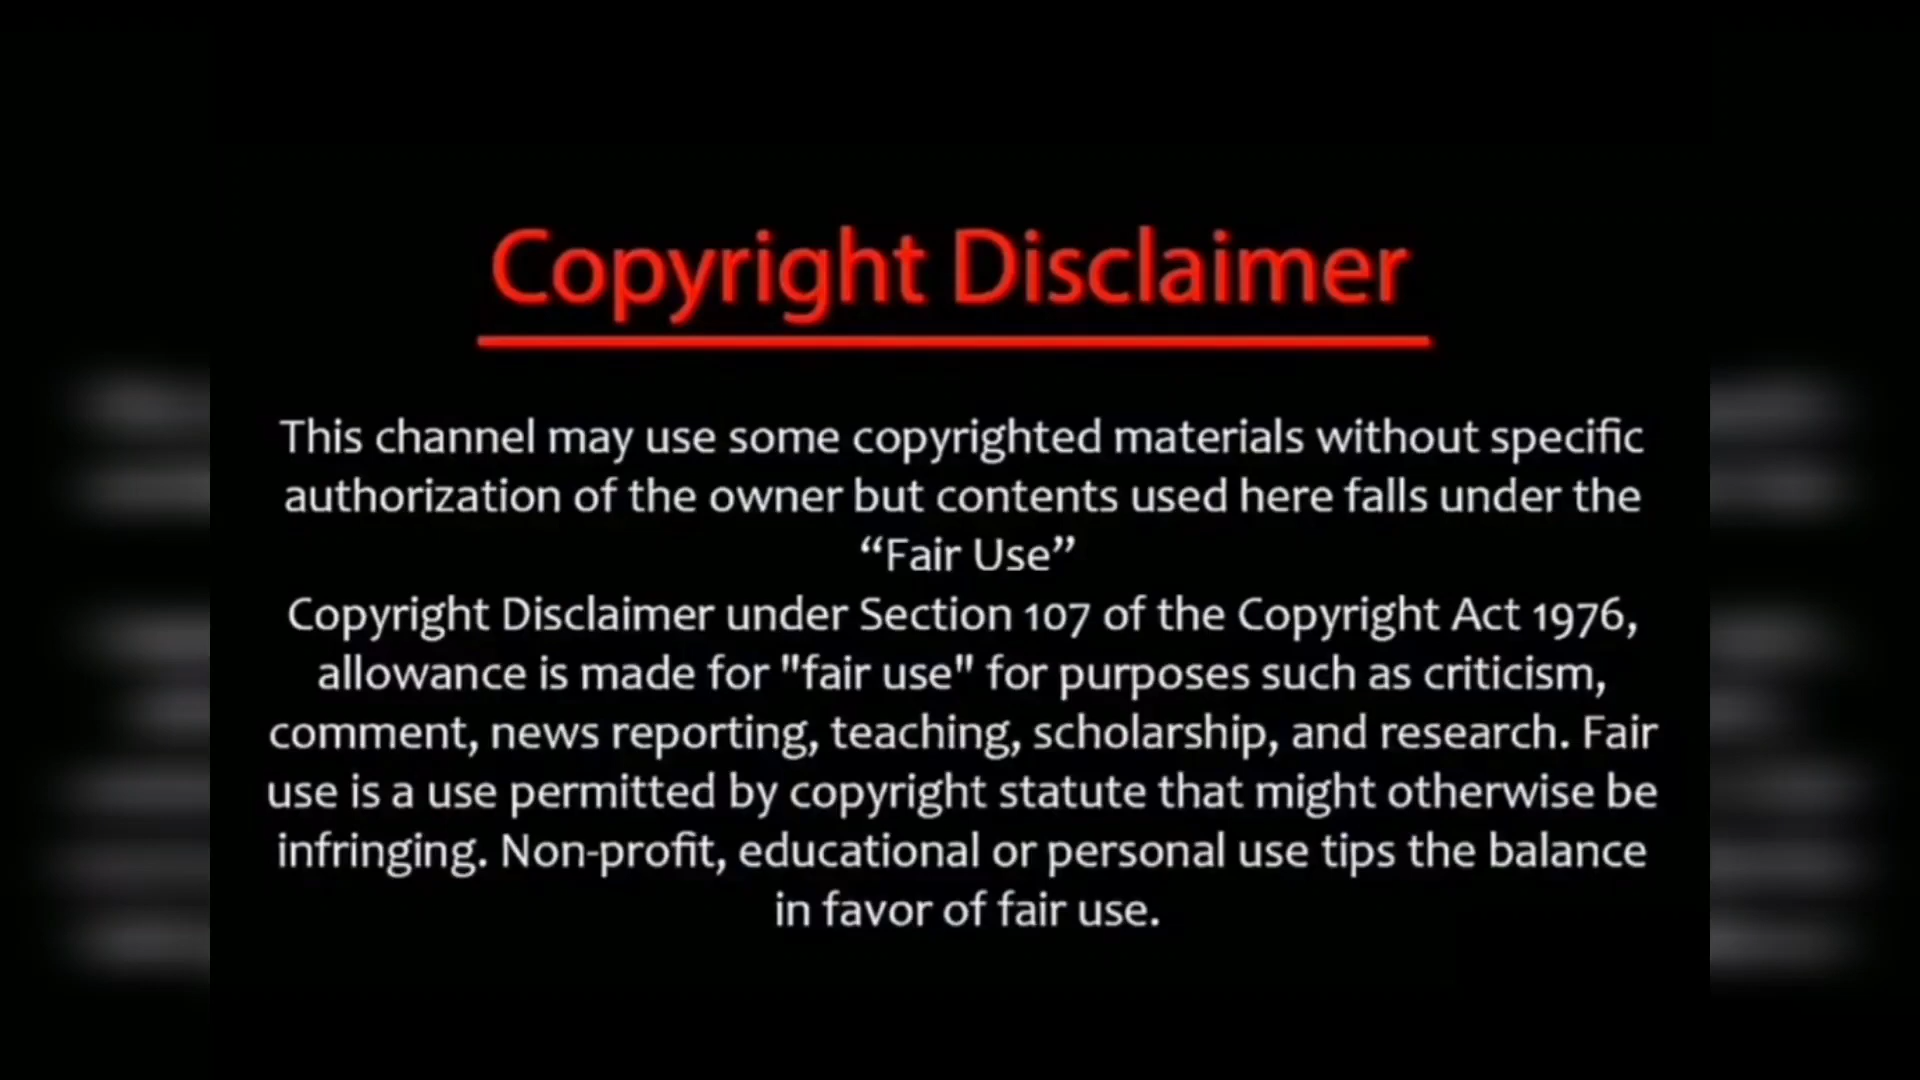 Copyright Disclaimer
This channel may use some copyrighted materials without specific
authorization of the owner but contents used here falls under the
“Fair Use”
Copyright Disclaimer under Section 107 of the Copyright Act 1976,
allowance is made for "fair use" for purposes such as criticism,
comment, news reporting, teaching, scholarship, and research. Fair
use is a use permitted by copyright statute that might otherwise be
infringing. Non-profit, educational or personal use tips the balance
in favor of fair use.